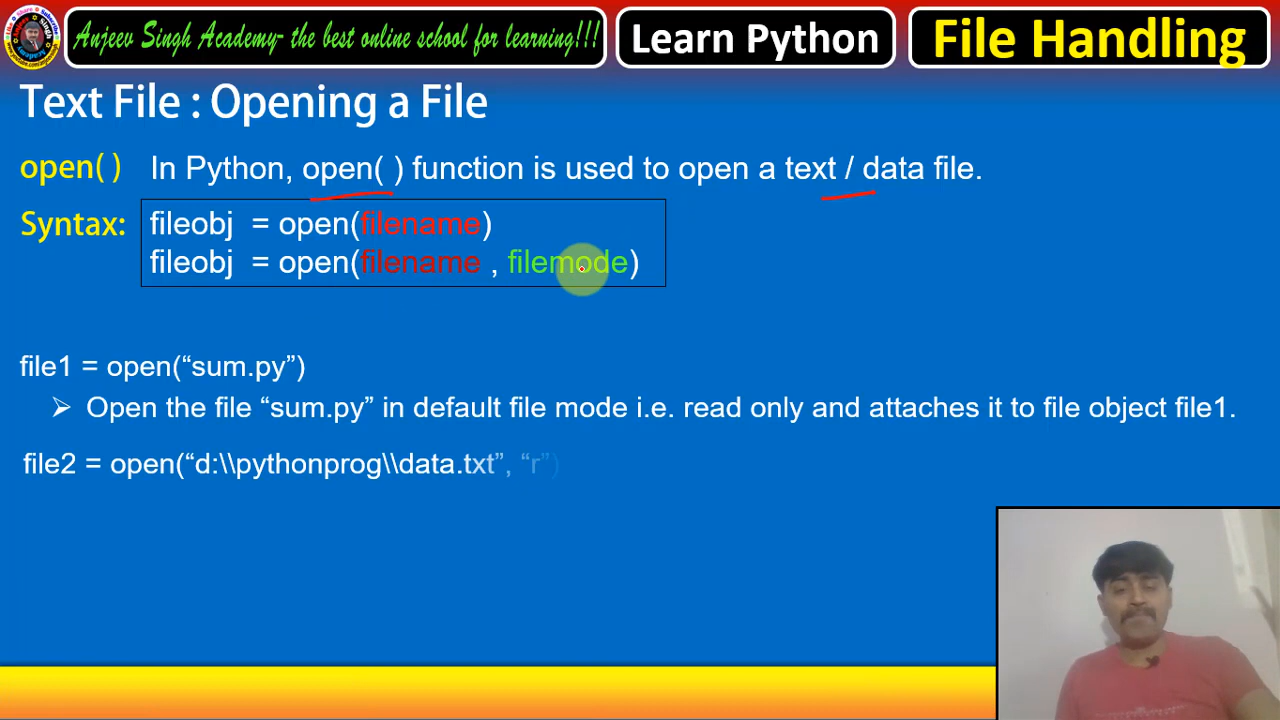 Anjeev Singh Academy- the best online school for learning!!!
Learn Python
File Handling
Text File : Opening a File
open( ) In Python, open( ) function is used to open a text / data file.
Syntax: fileobj = open(filename)
fileobj = open(filename , filemode)
file1 = open(“sum.py”)
➢ Open the file “sum.py” in default file mode i.e. read only and attaches it to file object file1.
file2 = open(“d:\\pythonprog\\data.txt”, “r”)